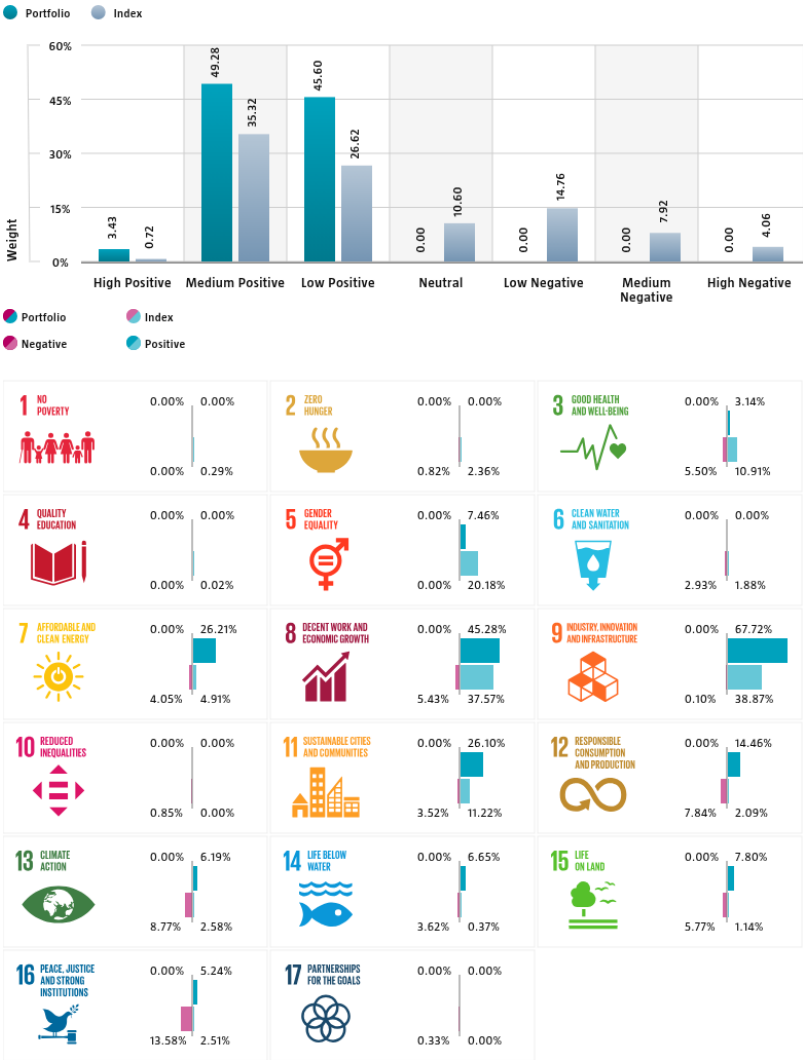 Portfolio Index
60%
45%
30%
15%
0%
Weight
3.43 0.72 49.28 35.32 45.60 26.62 0.00 10.60 0.00 14.76 0.00 7.92 0.00 4.06
High Positive Medium Positive Low Positive Neutral Low Negative Medium High Negative
Negative
Portfolio Index
Negative Positive
1 NO
POVERTY
0.00% 0.00%
0.00% 0.29%
2 ZERO
HUNGER
0.00% 0.00%
0.82% 2.36%
3 GOOD HEALTH
AND WELL-BEING
0.00% 3.14%
5.50% 10.91%
4 QUALITY
EDUCATION
0.00% 0.00%
0.00% 0.02%
5 GENDER
EQUALITY
0.00% 7.46%
0.00% 20.18%
6 CLEAN WATER
AND SANITATION
0.00% 0.00%
2.93% 1.88%
7 AFFORDABLE AND
CLEAN ENERGY
0.00% 26.21%
4.05% 4.91%
8 DECENT WORK AND
ECONOMIC GROWTH
0.00% 45.28%
5.43% 37.57%
9 INDUSTRY, INNOVATION
AND INFRASTRUCTURE
0.00% 67.72%
0.10% 38.87%
10 REDUCED
INEQUALITIES
0.00% 0.00%
0.85% 0.00%
11 SUSTAINABLE CITIES
AND COMMUNITIES
0.00% 26.10%
3.52% 11.22%
12 RESPONSIBLE
CONSUMPTION
AND PRODUCTION
0.00% 14.46%
7.84% 2.09%
13 CLIMATE
ACTION
0.00% 6.19%
8.77% 2.58%
14 LIFE BELOW
WATER
0.00% 6.65%
3.62% 0.37%
15 LIFE
ON LAND
0.00% 7.80%
5.77% 1.14%
16 PEACE, JUSTICE
AND STRONG
INSTITUTIONS
0.00% 5.24%
13.58% 2.51%
17 PARTNERSHIPS
FOR THE GOALS
0.00% 0.00%
0.33% 0.00%